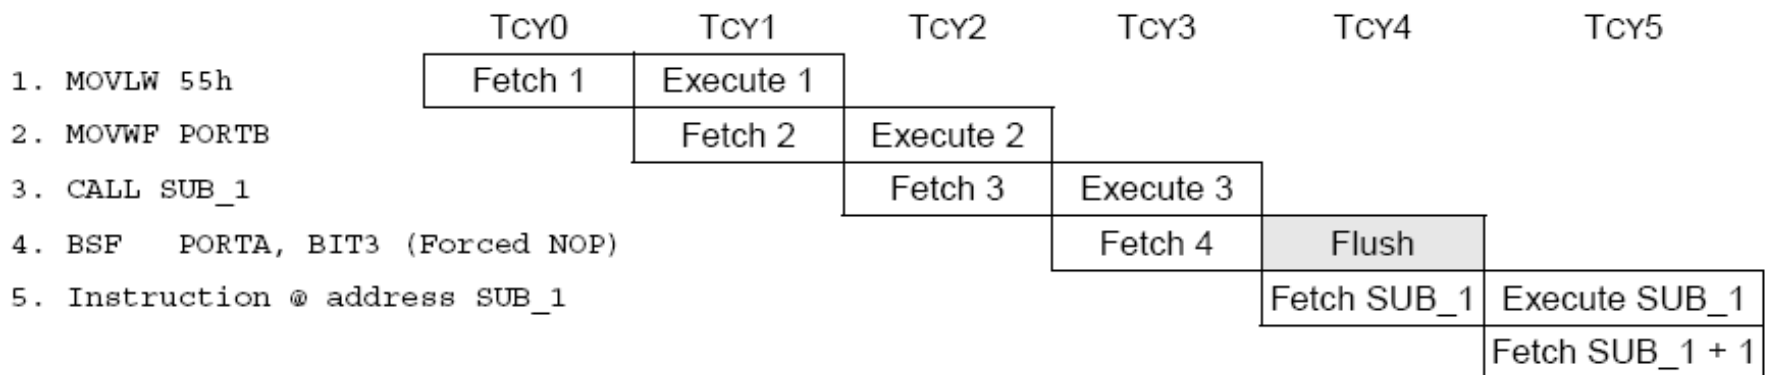 TCY0 TCY1 TCY2 TCY3 TCY4 TCY5
1. MOVLW 55h Fetch 1 Execute 1
2. MOVWF PORTB Fetch 2 Execute 2
3. CALL SUB_1 Fetch 3 Execute 3
4. BSF PORTA, BIT3 (Forced NOP) Fetch 4 Flush
5. Instruction @ address SUB_1 Fetch SUB_1 Execute SUB_1
Fetch SUB_1 + 1